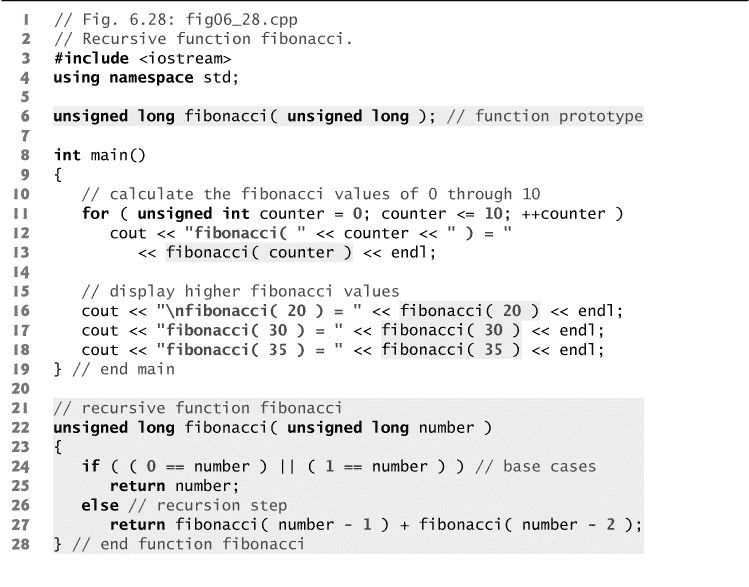 1 // Fig. 6.28: fig06_28.cpp
2 // Recursive function fibonacci.
3 #include <iostream>
4 using namespace std;
5
6 unsigned long fibonacci( unsigned long ); // function prototype
7
8 int main()
9 {
10    // calculate the fibonacci values of 0 through 10
11    for ( unsigned int counter = 0; counter <= 10; ++counter )
12       cout << "fibonacci( " << counter << " ) = "
13          << fibonacci( counter ) << endl;
14
15    // display higher fibonacci values
16    cout << "\nfibonacci( 20 ) = " << fibonacci( 20 ) << endl;
17    cout << "fibonacci( 30 ) = " << fibonacci( 30 ) << endl;
18    cout << "fibonacci( 35 ) = " << fibonacci( 35 ) << endl;
19 } // end main
20
21 // recursive function fibonacci
22 unsigned long fibonacci( unsigned long number )
23 {
24    if ( ( 0 == number ) || ( 1 == number ) ) // base cases
25       return number;
26    else // recursion step
27       return fibonacci( number - 1 ) + fibonacci( number - 2 );
28 } // end function fibonacci